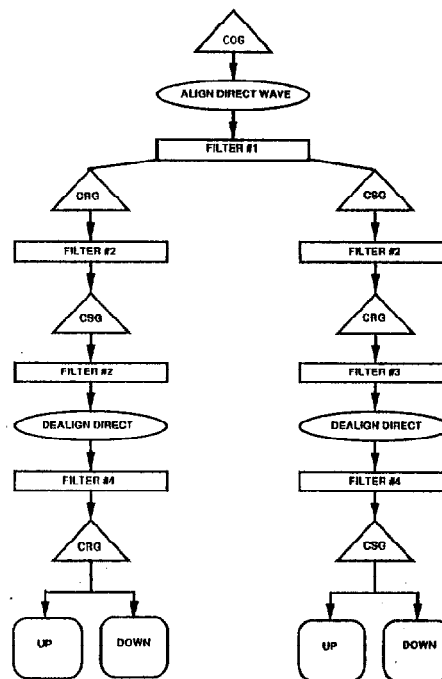 COG
ALIGN DIRECT WAVE
FILTER #1
CRG
CSG
FILTER #2
FILTER #2
CSG
CRG
FILTER #2
FILTER #3
DEALIGN DIRECT
DEALIGN DIRECT
FILTER #4
FILTER #4
CRG
CSG
UP
DOWN
UP
DOWN